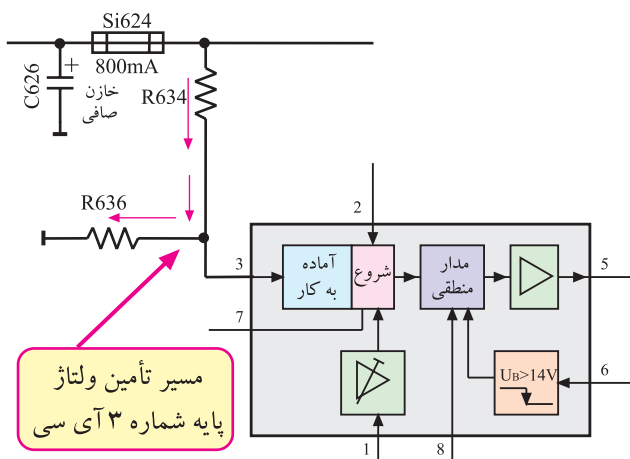 Si624
800mA
C626
+
خازن
صافی
R634
R636
2
3
آماده
به کار
شروع
مدار
منطقی
5
7
6
UB>14V
1
8
مسیر تأمین ولتاژ
پایه شماره ۳ آی سی